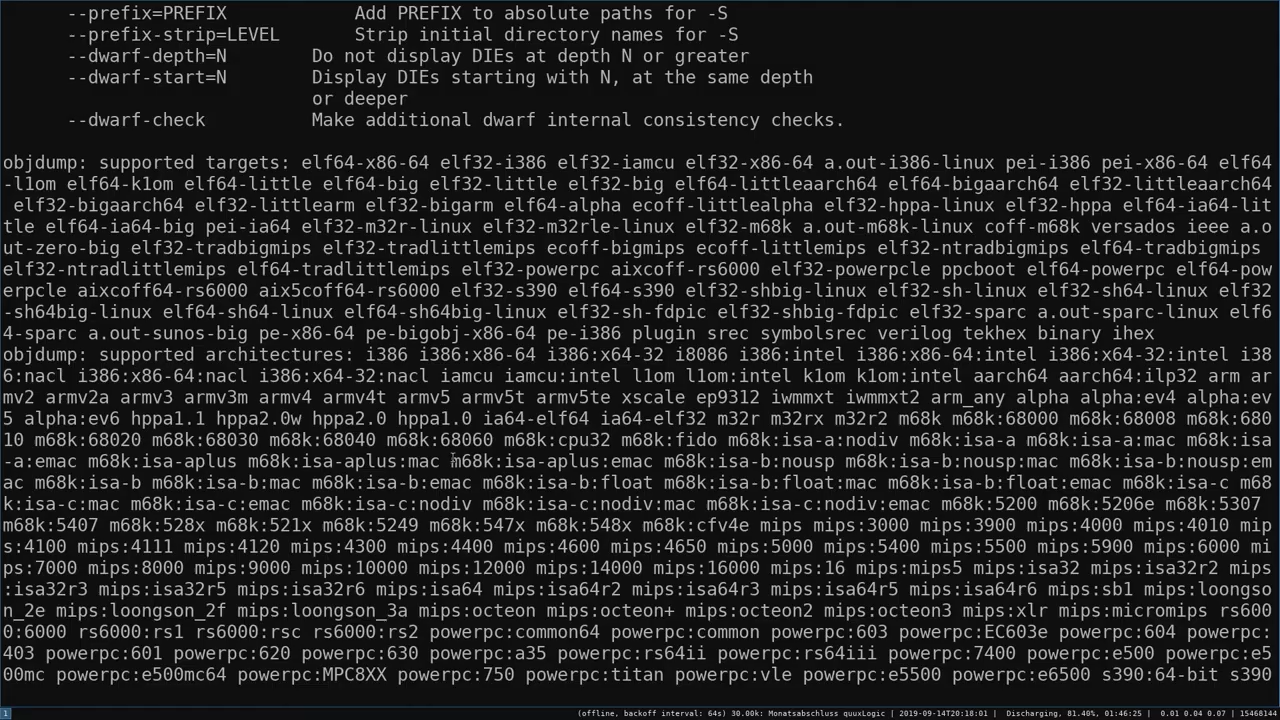 --prefix=PREFIX            Add PREFIX to absolute paths for -S
--prefix-strip=LEVEL       Strip initial directory names for -S
--dwarf-depth=N        Do not display DIEs at depth N or greater
--dwarf-start=N        Display DIEs starting with N, at the same depth
or deeper
--dwarf-check          Make additional dwarf internal consistency checks.
objdump: supported targets: elf64-x86-64 elf32-i386 elf32-iamcu elf32-x86-64 a.out-i386-linux pei-i386 pei-x86-64 elf64
-l1om elf64-k1om elf64-little elf64-big elf32-little elf32-big elf64-littleaarch64 elf64-bigaarch64 elf32-littleaarch64
elf32-bigaarch64 elf32-littlearm elf32-bigarm elf64-alpha ecoff-littlealpha elf32-hppa-linux elf32-hppa elf64-ia64-lit
tle elf64-ia64-big pei-ia64 elf32-m32r-linux elf32-m32rle-linux elf32-m68k a.out-m68k-linux coff-m68k versados ieee a.o
ut-zero-big elf32-tradbigmips elf32-tradlittlemips ecoff-bigmips ecoff-littlemips elf32-ntradbigmips elf64-tradbigmips
elf32-ntradlittlemips elf64-tradlittlemips elf32-powerpc aixcoff-rs6000 elf32-powerpcle ppcboot elf64-powerpc elf64-pow
erpcle aixcoff64-rs6000 aix5coff64-rs6000 elf32-s390 elf64-s390 elf32-shbig-linux elf32-sh-linux elf32-sh64-linux elf32
-sh64big-linux elf64-sh64-linux elf64-sh64big-linux elf32-sh-fdpic elf32-shbig-fdpic elf32-sparc a.out-sparc-linux elf6
4-sparc a.out-sunos-big pe-x86-64 pe-bigobj-x86-64 pe-i386 plugin srec symbolsrec verilog tekhex binary ihex
objdump: supported architectures: i386 i386:x86-64 i386:x64-32 i8086 i386:intel i386:x86-64:intel i386:x64-32:intel i38
6:nacl i386:x86-64:nacl i386:x64-32:nacl iamcu iamcu:intel l1om l1om:intel k1om k1om:intel aarch64 aarch64:ilp32 arm ar
mv2 armv2a armv3 armv3m armv4 armv4t armv5 armv5t armv5te xscale ep9312 iwmmxt iwmmxt2 arm_any alpha alpha:ev4 alpha:ev
5 alpha:ev6 hppa1.1 hppa2.0w hppa2.0 hppa1.0 ia64-elf64 ia64-elf32 m32r m32rx m32r2 m68k m68k:68000 m68k:68008 m68k:680
10 m68k:68020 m68k:68030 m68k:68040 m68k:68060 m68k:cpu32 m68k:fido m68k:isa-a:nodiv m68k:isa-a m68k:isa-a:mac m68k:isa
-a:emac m68k:isa-aplus m68k:isa-aplus:mac m68k:isa-aplus:emac m68k:isa-b:nousp m68k:isa-b:nousp:mac m68k:isa-b:nousp:em
ac m68k:isa-b m68k:isa-b:mac m68k:isa-b:emac m68k:isa-b:float m68k:isa-b:float:mac m68k:isa-b:float:emac m68k:isa-c m68
k:isa-c:mac m68k:isa-c:emac m68k:isa-c:nodiv m68k:isa-c:nodiv:mac m68k:isa-c:nodiv:emac m68k:5200 m68k:5206e m68k:5307
m68k:5407 m68k:528x m68k:521x m68k:5249 m68k:547x m68k:548x m68k:cfv4e mips mips:3000 mips:3900 mips:4000 mips:4010 mip
s:4100 mips:4111 mips:4120 mips:4300 mips:4400 mips:4600 mips:4650 mips:5000 mips:5400 mips:5500 mips:5900 mips:6000 mi
ps:7000 mips:8000 mips:9000 mips:10000 mips:12000 mips:14000 mips:16000 mips:16 mips:mips5 mips:isa32 mips:isa32r2 mips
:isa32r3 mips:isa32r5 mips:isa32r6 mips:isa64 mips:isa64r2 mips:isa64r3 mips:isa64r5 mips:isa64r6 mips:sb1 mips:loongso
n_2e mips:loongson_2f mips:loongson_3a mips:octeon mips:octeon+ mips:octeon2 mips:octeon3 mips:xlr mips:micromips rs600
0:6000 rs6000:rs1 rs6000:rsc rs6000:rs2 powerpc:common64 powerpc:common powerpc:603 powerpc:EC603e powerpc:604 powerpc:
403 powerpc:601 powerpc:620 powerpc:630 powerpc:a35 powerpc:rs64ii powerpc:rs64iii powerpc:7400 powerpc:e500 powerpc:e5
00mc powerpc:e500mc64 powerpc:MPC8XX powerpc:750 powerpc:titan powerpc:vle powerpc:e5500 powerpc:e6500 s390:64-bit s390
1 (offline, backoff interval: 64s) 30.00k: Monatsabschluss quuxLogic | 2019-09-14T20:18:01 | Discharging, 81.40%, 01:46:25 | 0.01 0.04 0.07 | 15468144